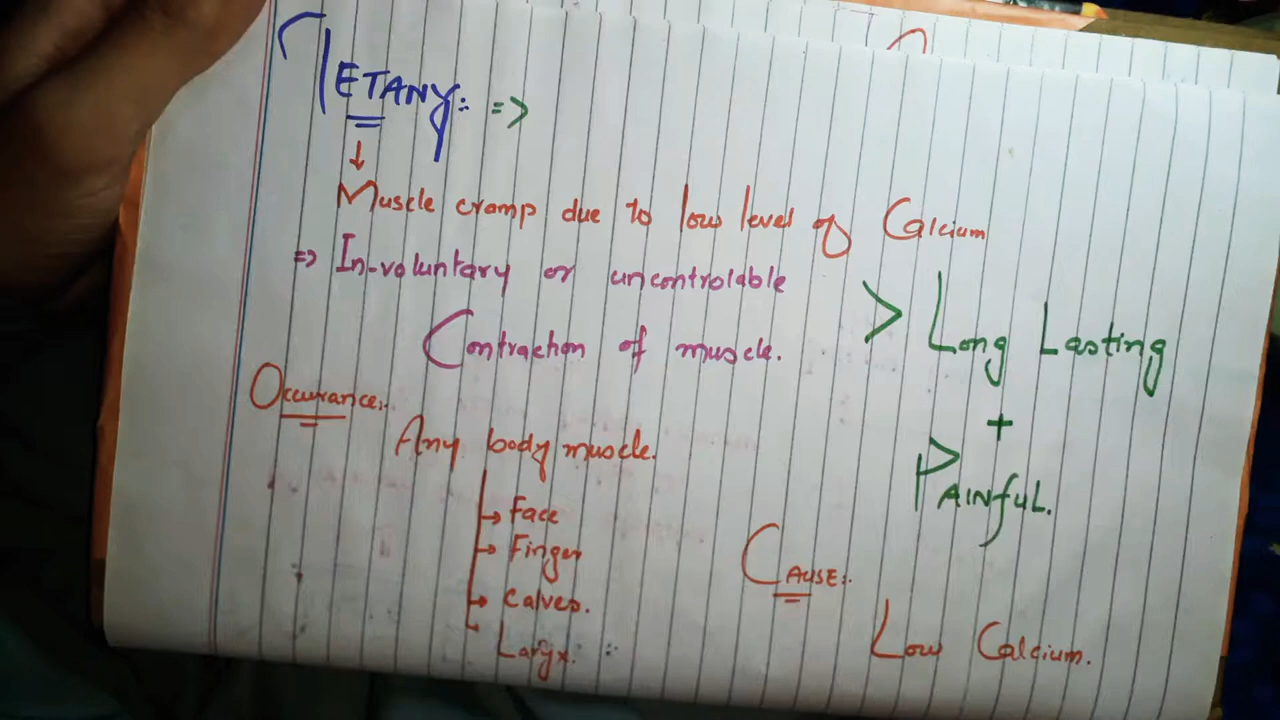 TETANY: =>
↓
Muscle cramp due to low level of Calcium
=> In-voluntary or uncontrolable
Contraction of muscle.
> Long Lasting
+
PAINfUL.
Occurance:
Any body muscle.
→ Face
→ Finger
→ Calves.
Laryx.
CAUSE:
Low Calcium.